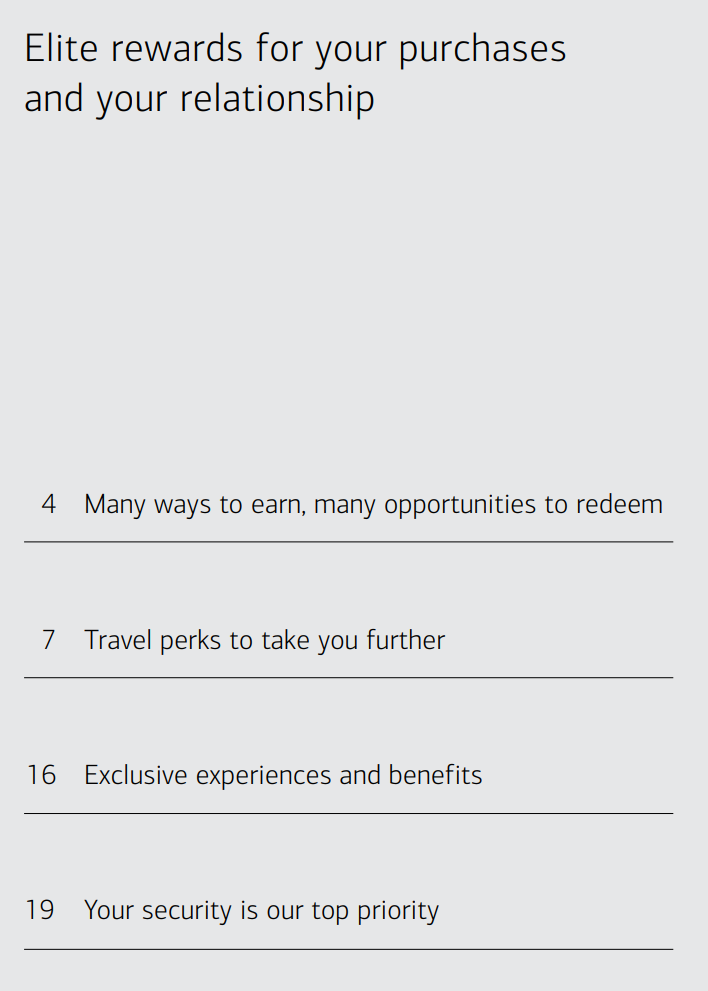 Elite rewards for your purchases
and your relationship
4 Many ways to earn, many opportunities to redeem
7 Travel perks to take you further
16 Exclusive experiences and benefits
19 Your security is our top priority